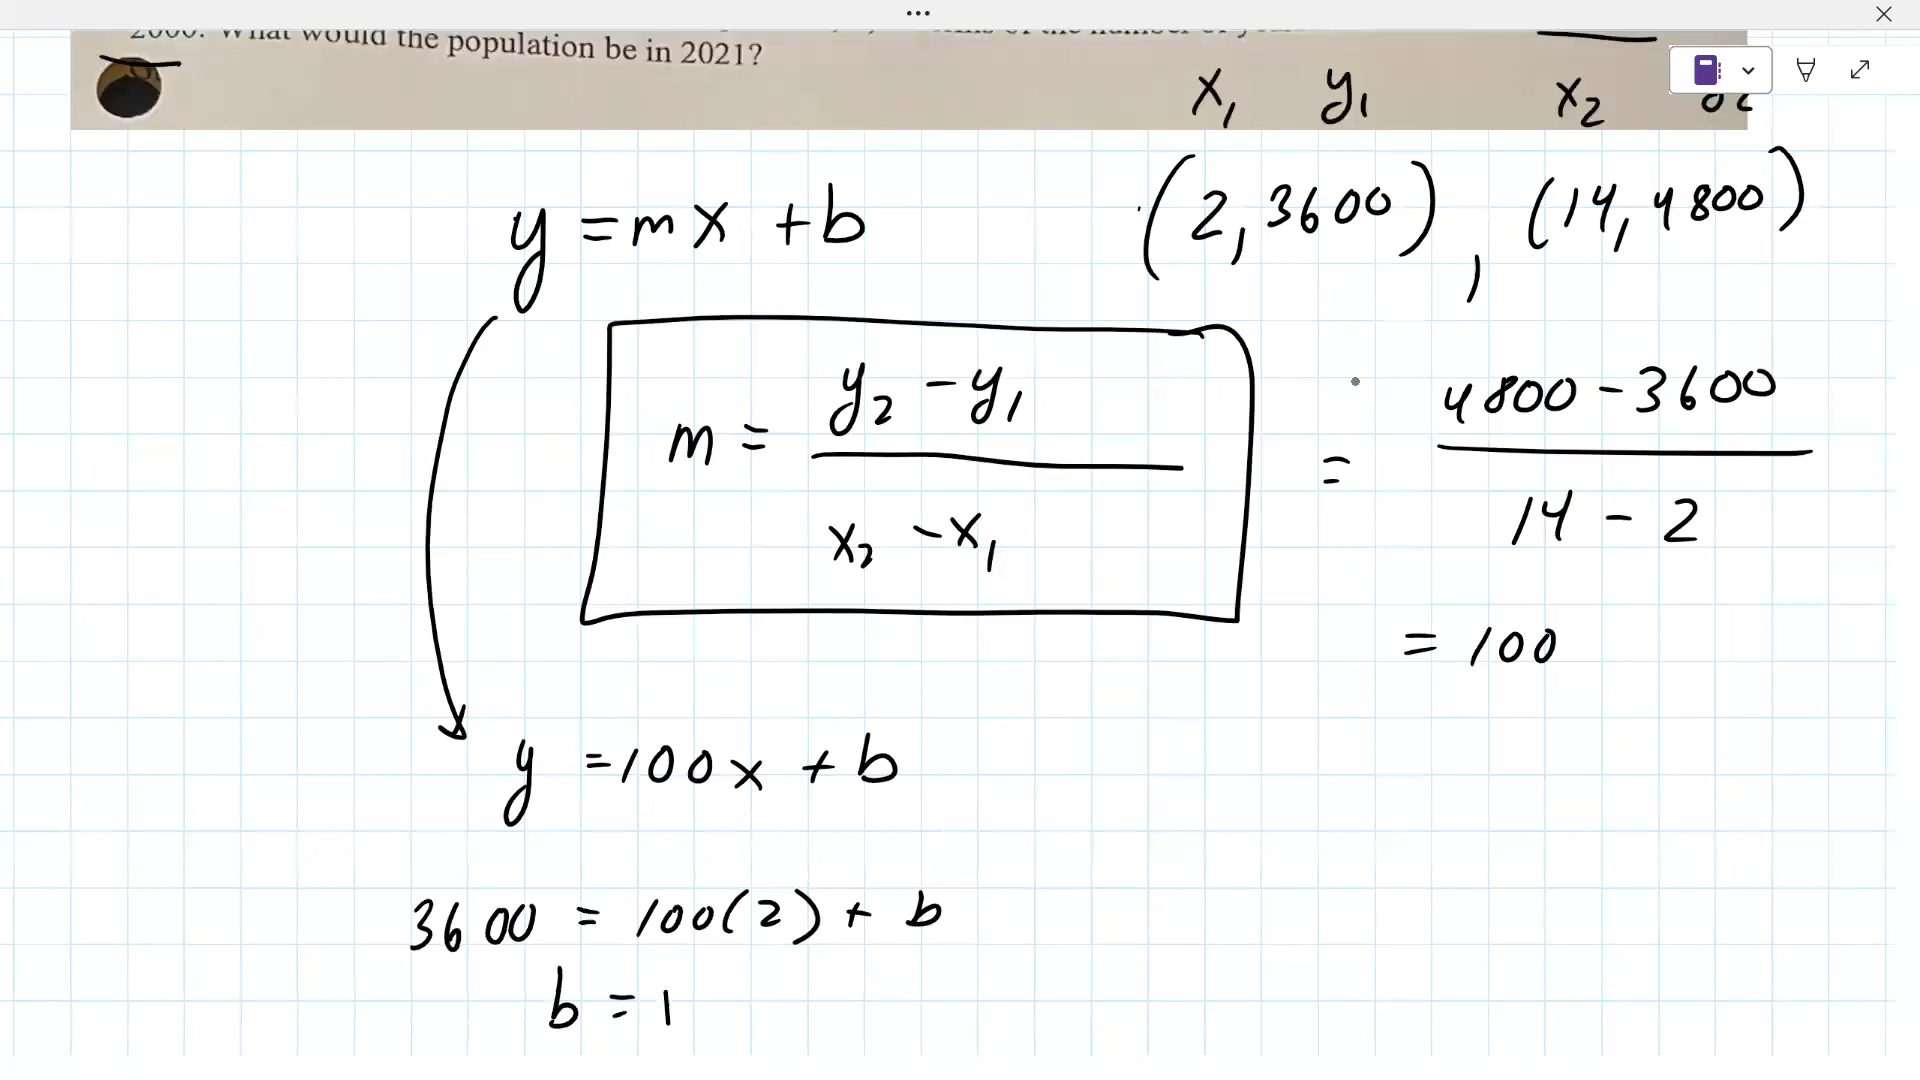 What would the population be in 2021?
x₁ y₁ x₂
y = mx + b
(2, 3600), (14, 4800)
m = (y₂ - y₁) / (x₂ - x₁) = (4800 - 3600) / (14 - 2)
= 100
y = 100x + b
3600 = 100(2) + b
b = 1